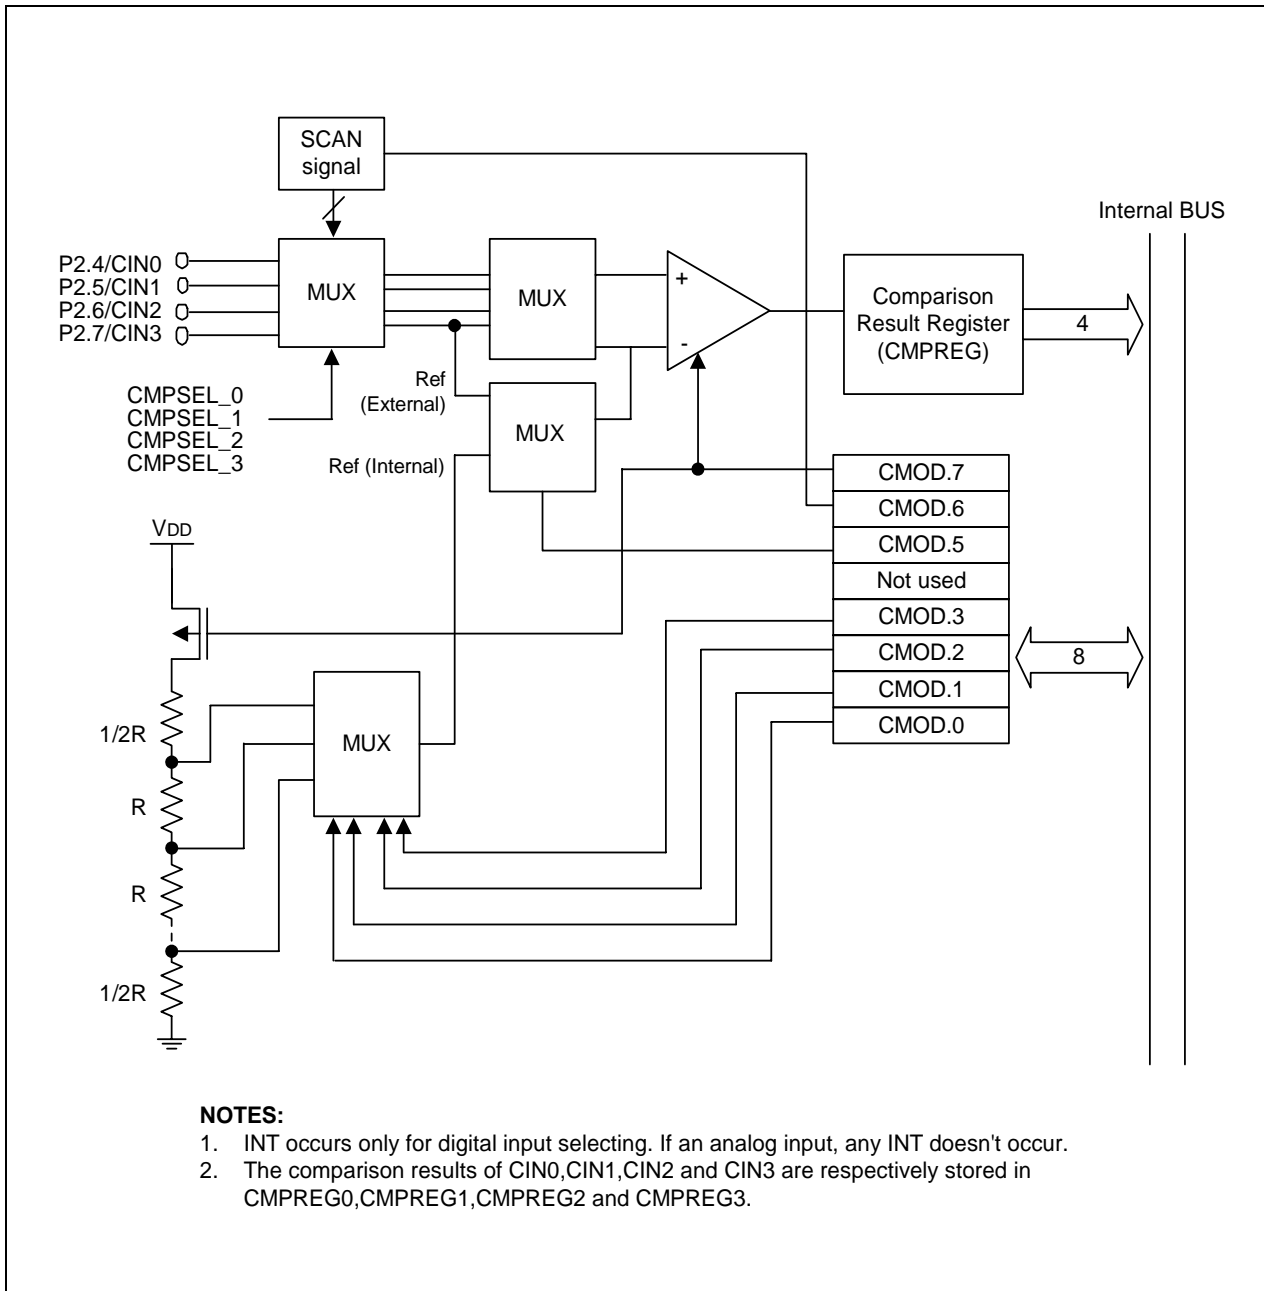 SCAN
signal
Internal BUS
P2.4/CIN0
P2.5/CIN1
P2.6/CIN2
P2.7/CIN3
MUX
MUX
+
-
Comparison
Result Register
(CMPREG)
4
CMPSEL_0
CMPSEL_1
CMPSEL_2
CMPSEL_3
Ref
(External)
MUX
Ref (Internal)
CMOD.7
CMOD.6
CMOD.5
Not used
CMOD.3
CMOD.2
CMOD.1
CMOD.0
8
VDD
1/2R
MUX
R
R
1/2R
NOTES:
1. INT occurs only for digital input selecting. If an analog input, any INT doesn't occur.
2. The comparison results of CIN0,CIN1,CIN2 and CIN3 are respectively stored in
CMPREG0,CMPREG1,CMPREG2 and CMPREG3.